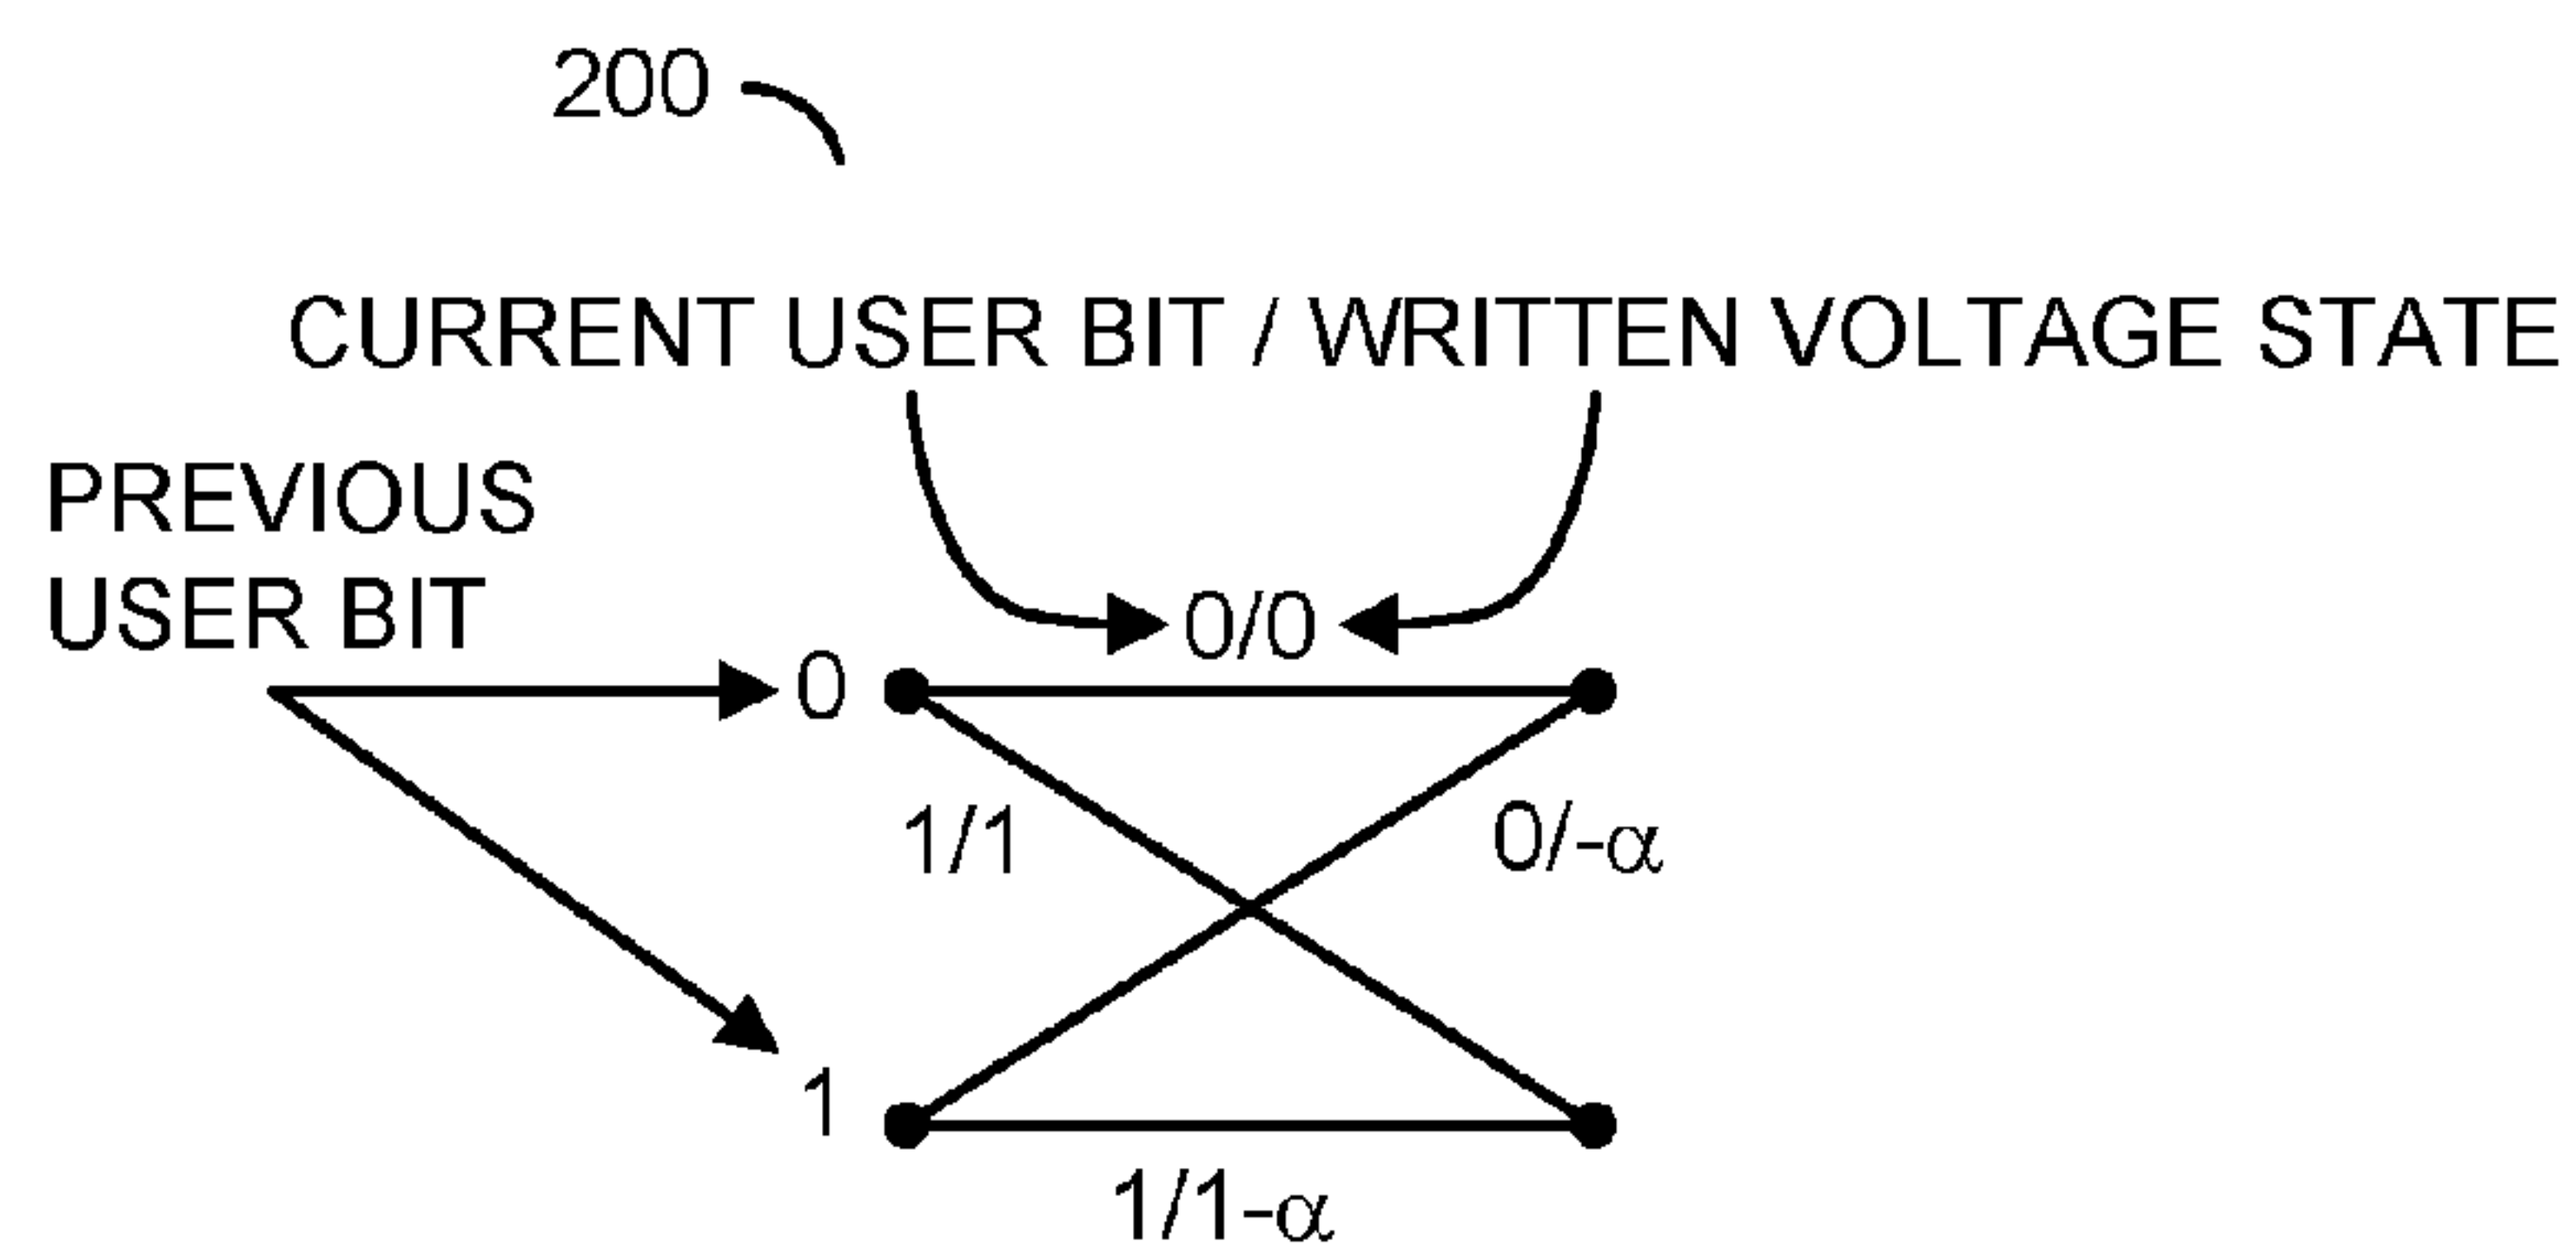 200
CURRENT USER BIT / WRITTEN VOLTAGE STATE
PREVIOUS
USER BIT
0/0
0
1/1
0/-α
1
1/1-α